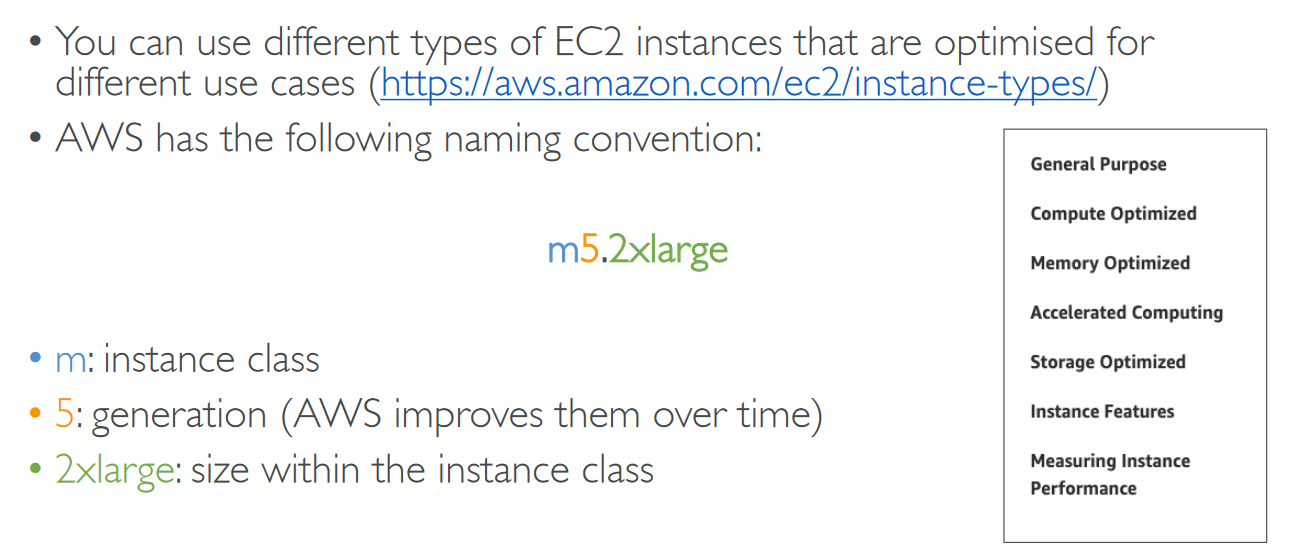 • You can use different types of EC2 instances that are optimised for
different use cases (https://aws.amazon.com/ec2/instance-types/)
• AWS has the following naming convention:
m5.2xlarge
• m: instance class
• 5: generation (AWS improves them over time)
• 2xlarge: size within the instance class
General Purpose
Compute Optimized
Memory Optimized
Accelerated Computing
Storage Optimized
Instance Features
Measuring Instance
Performance